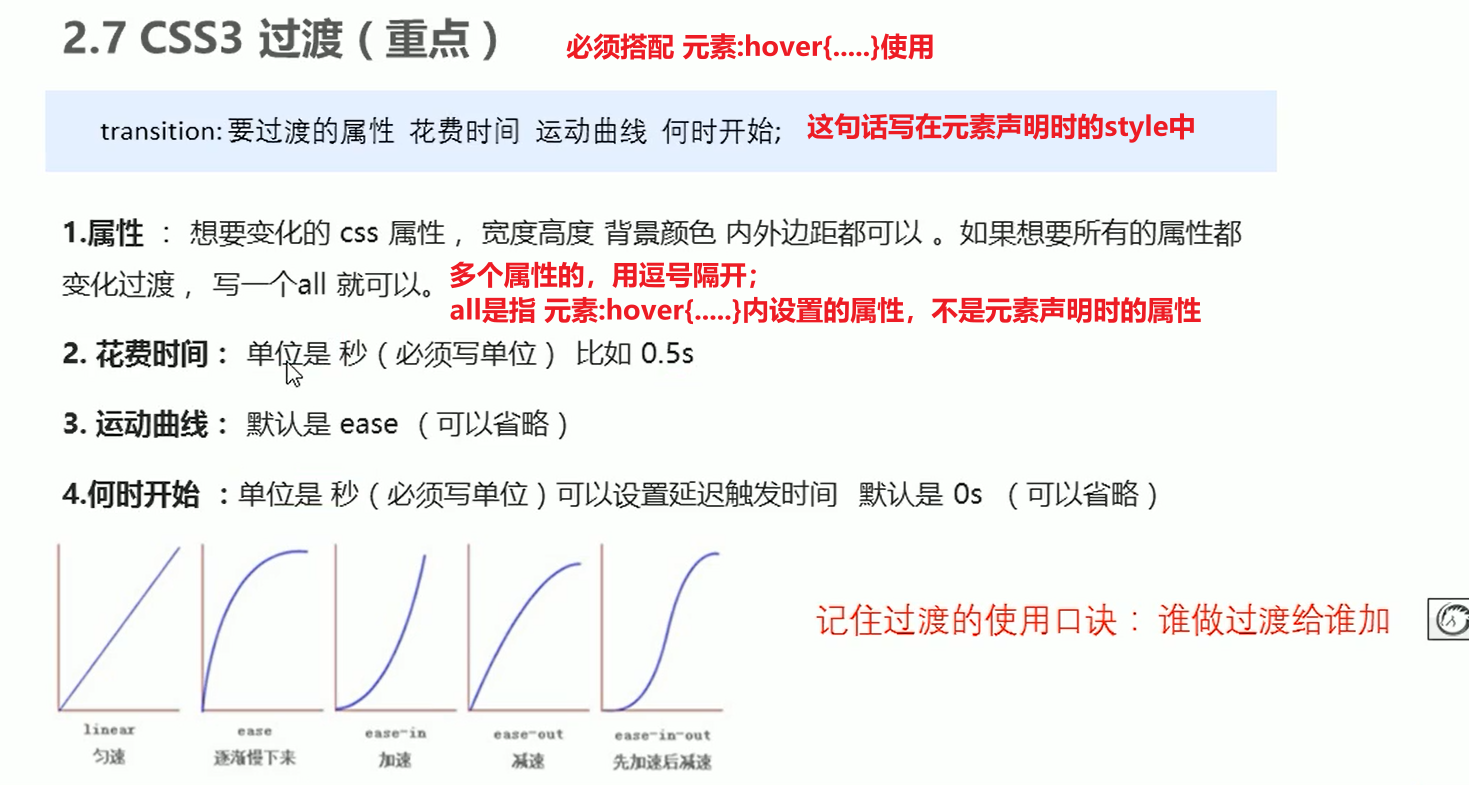 2.7 CSS3 过渡（重点） 必须搭配 元素:hover{.....}使用
transition: 要过渡的属性 花费时间 运动曲线 何时开始; 这句话写在元素声明时的style中
1.属性 ： 想要变化的 css 属性 ， 宽度高度 背景颜色 内外边距都可以 。如果想要所有的属性都
变化过渡 ， 写一个all 就可以。
多个属性的，用逗号隔开；
all是指 元素:hover{.....}内设置的属性，不是元素声明时的属性
2. 花费时间： 单位是 秒（必须写单位） 比如 0.5s
3. 运动曲线： 默认是 ease （可以省略）
4.何时开始 ：单位是 秒（必须写单位）可以设置延迟触发时间 默认是 0s （可以省略）
记住过渡的使用口诀： 谁做过渡给谁加
linear ease ease-in ease-out ease-in-out
匀速 逐渐慢下来 加速 减速 先加速后减速